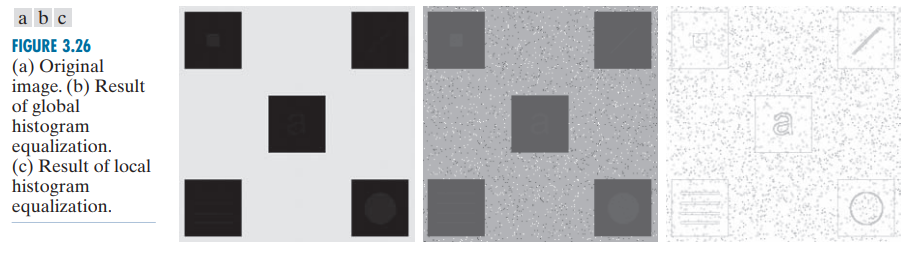 a b c
FIGURE 3.26
(a) Original
image. (b) Result
of global
histogram
equalization.
(c) Result of local
histogram
equalization.
a
a
a